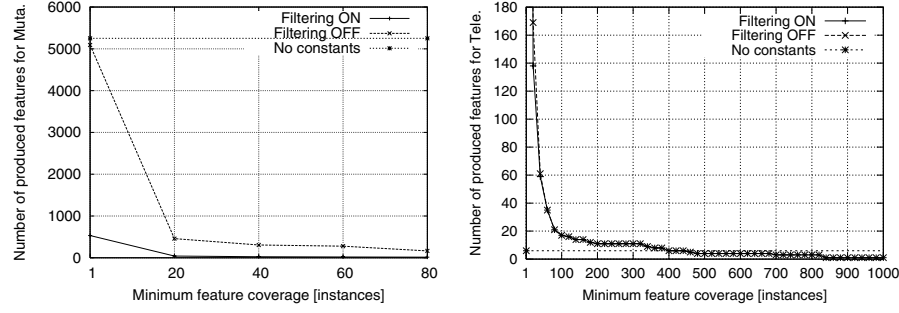 Number of produced features for Muta.
6000
5000
4000
3000
2000
1000
0
Filtering ON
Filtering OFF
No constants
1 20 40 60 80
Minimum feature coverage [instances]
Number of produced features for Tele.
180
160
140
120
100
80
60
40
20
0
Filtering ON
Filtering OFF
No constants
1 100 200 300 400 500 600 700 800 900 1000
Minimum feature coverage [instances]